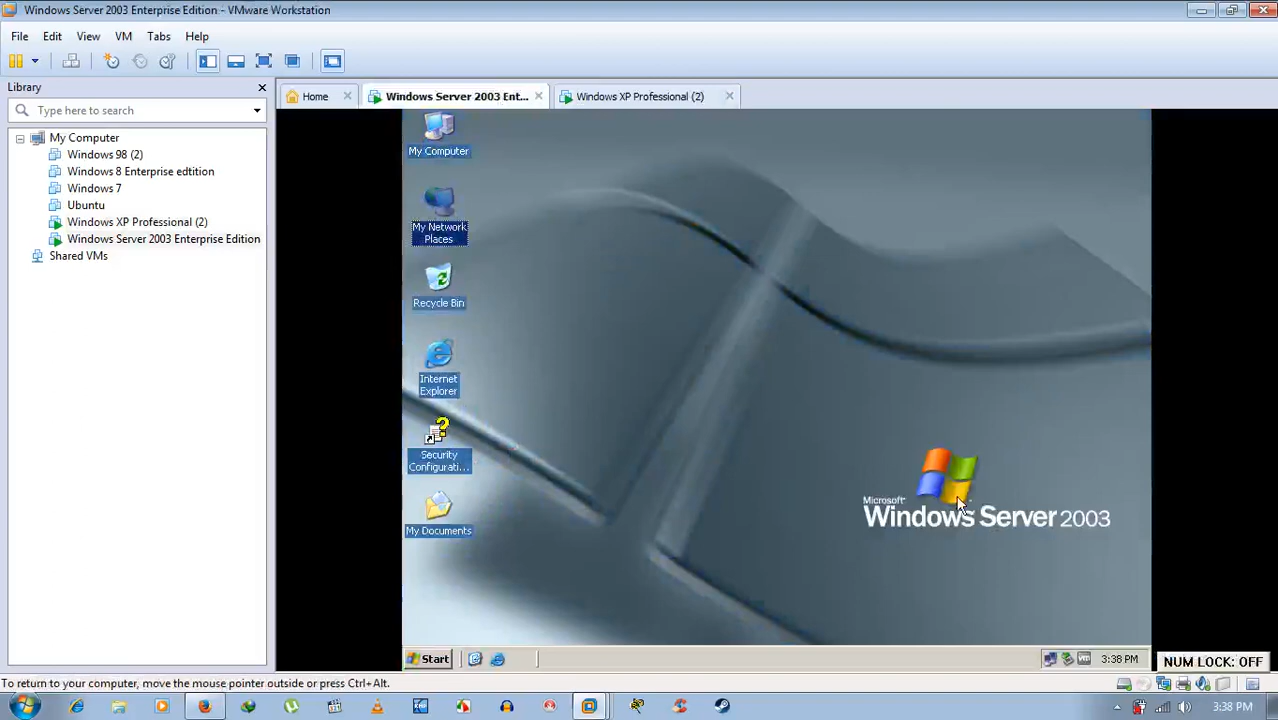 Windows Server 2003 Enterprise Edition - VMware Workstation
File Edit View VM Tabs Help
Library
Type here to search
My Computer
Windows 98 (2)
Windows 8 Enterprise edtition
Windows 7
Ubuntu
Windows XP Professional (2)
Windows Server 2003 Enterprise Edition
Shared VMs
Home
Windows Server 2003 Ent...
Windows XP Professional (2)
My Computer
My Network
Places
Recycle Bin
Internet
Explorer
Security
Configurati...
My Documents
Microsoft
Windows Server 2003
Start
3:38 PM
NUM LOCK: OFF
To return to your computer, move the mouse pointer outside or press Ctrl+Alt.
3:38 PM